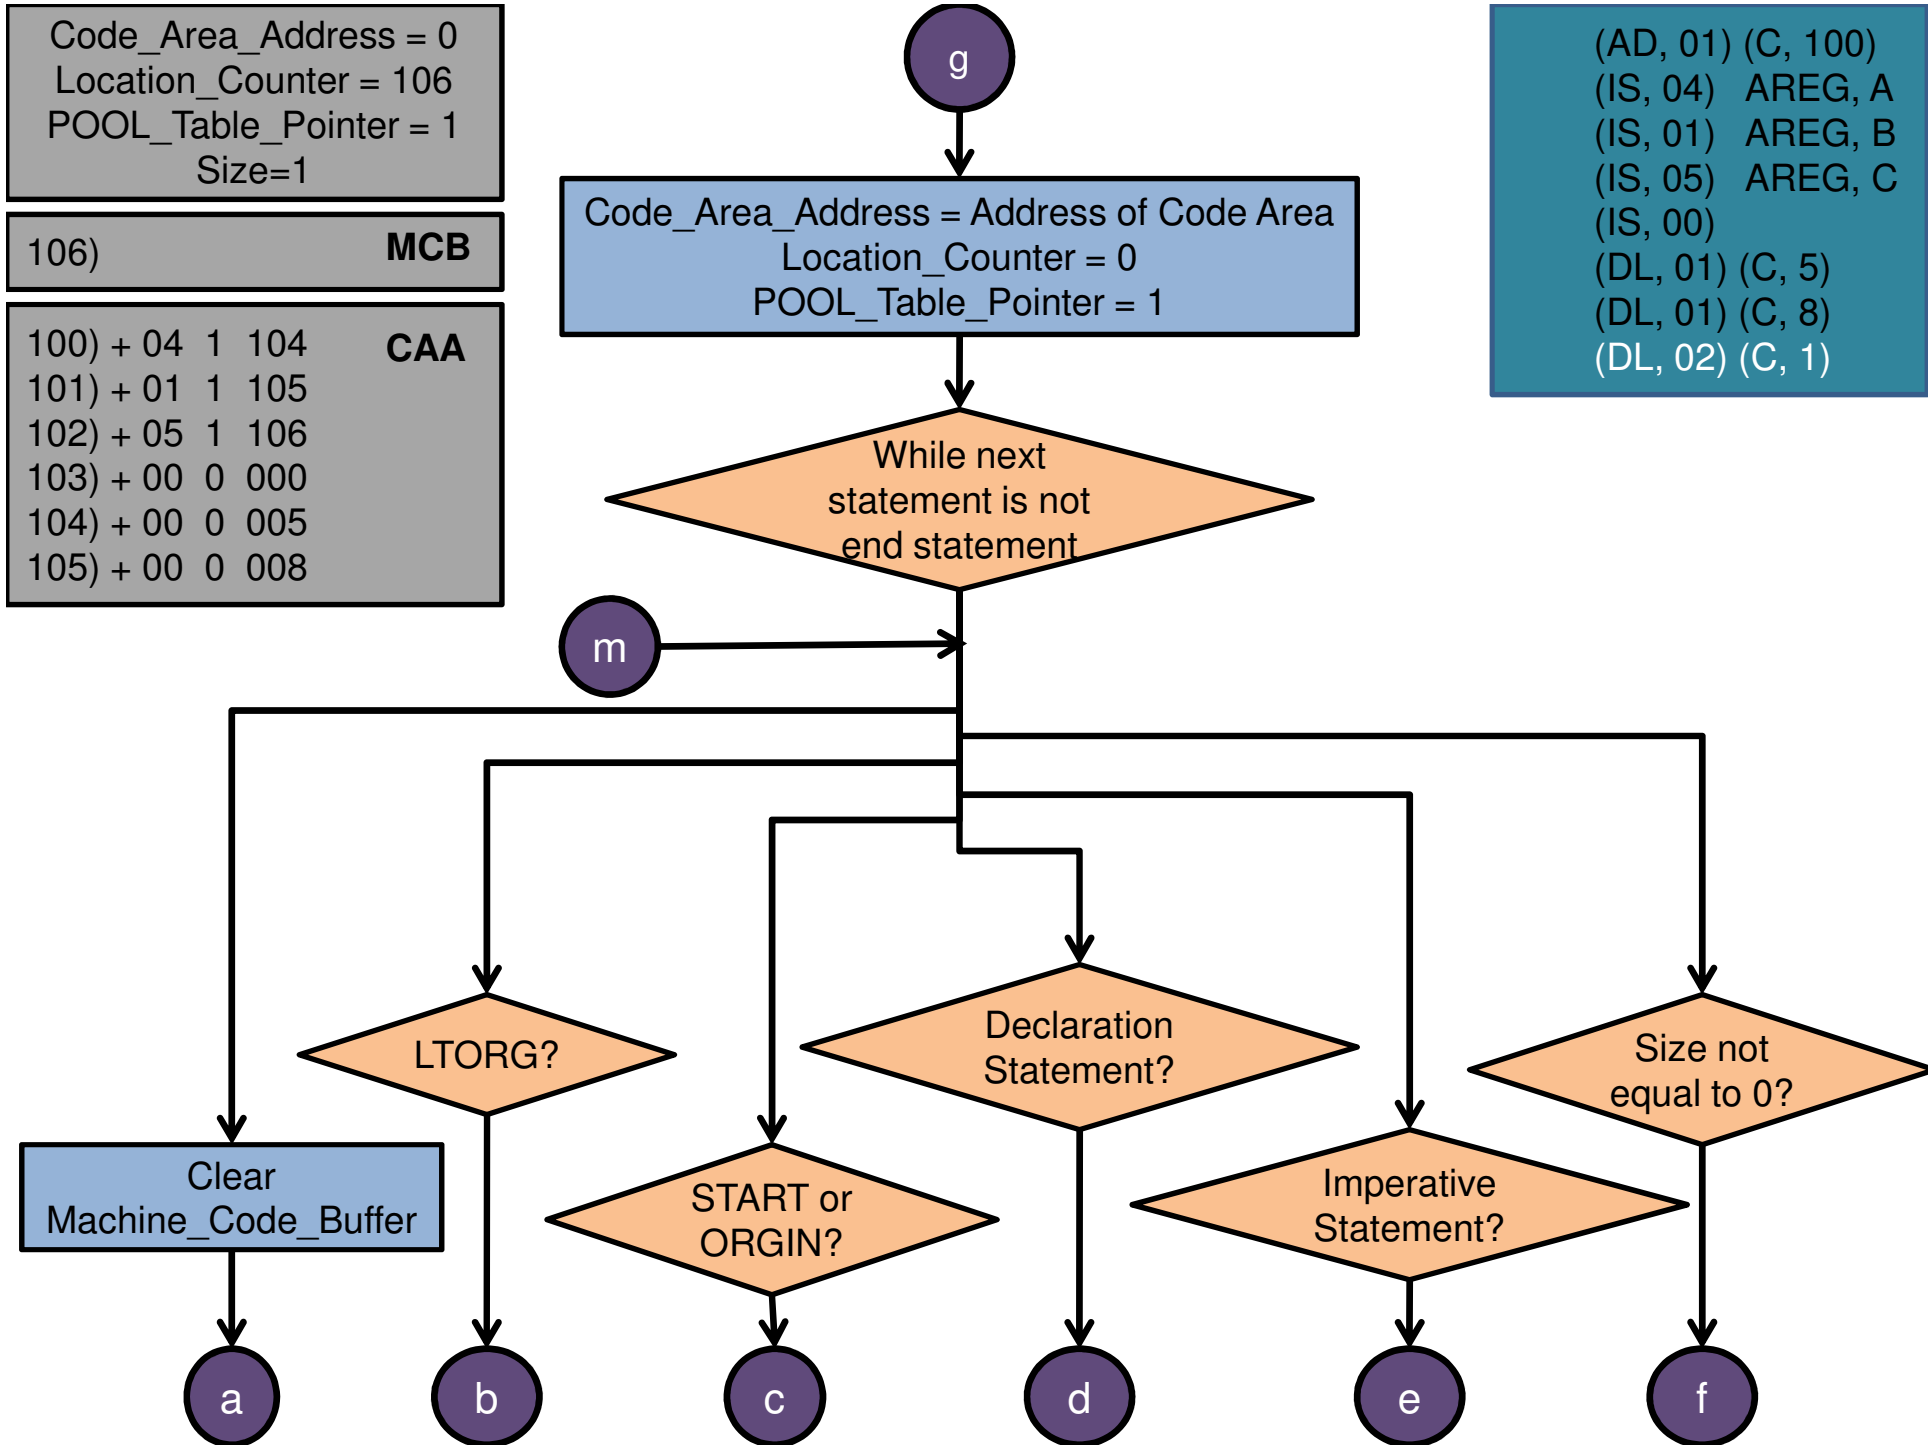 Code_Area_Address = 0
Location_Counter = 106
POOL_Table_Pointer = 1
Size=1
106) MCB
100) + 04 1 104 CAA
101) + 01 1 105
102) + 05 1 106
103) + 00 0 000
104) + 00 0 005
105) + 00 0 008
g
Code_Area_Address = Address of Code Area
Location_Counter = 0
POOL_Table_Pointer = 1
(AD, 01) (C, 100)
(IS, 04) AREG, A
(IS, 01) AREG, B
(IS, 05) AREG, C
(IS, 00)
(DL, 01) (C, 5)
(DL, 01) (C, 8)
(DL, 02) (C, 1)
While next
statement is not
end statement
m
Clear
Machine_Code_Buffer
LTORG?
START or
ORGIN?
Declaration
Statement?
Imperative
Statement?
Size not
equal to 0?
a
b
c
d
e
f